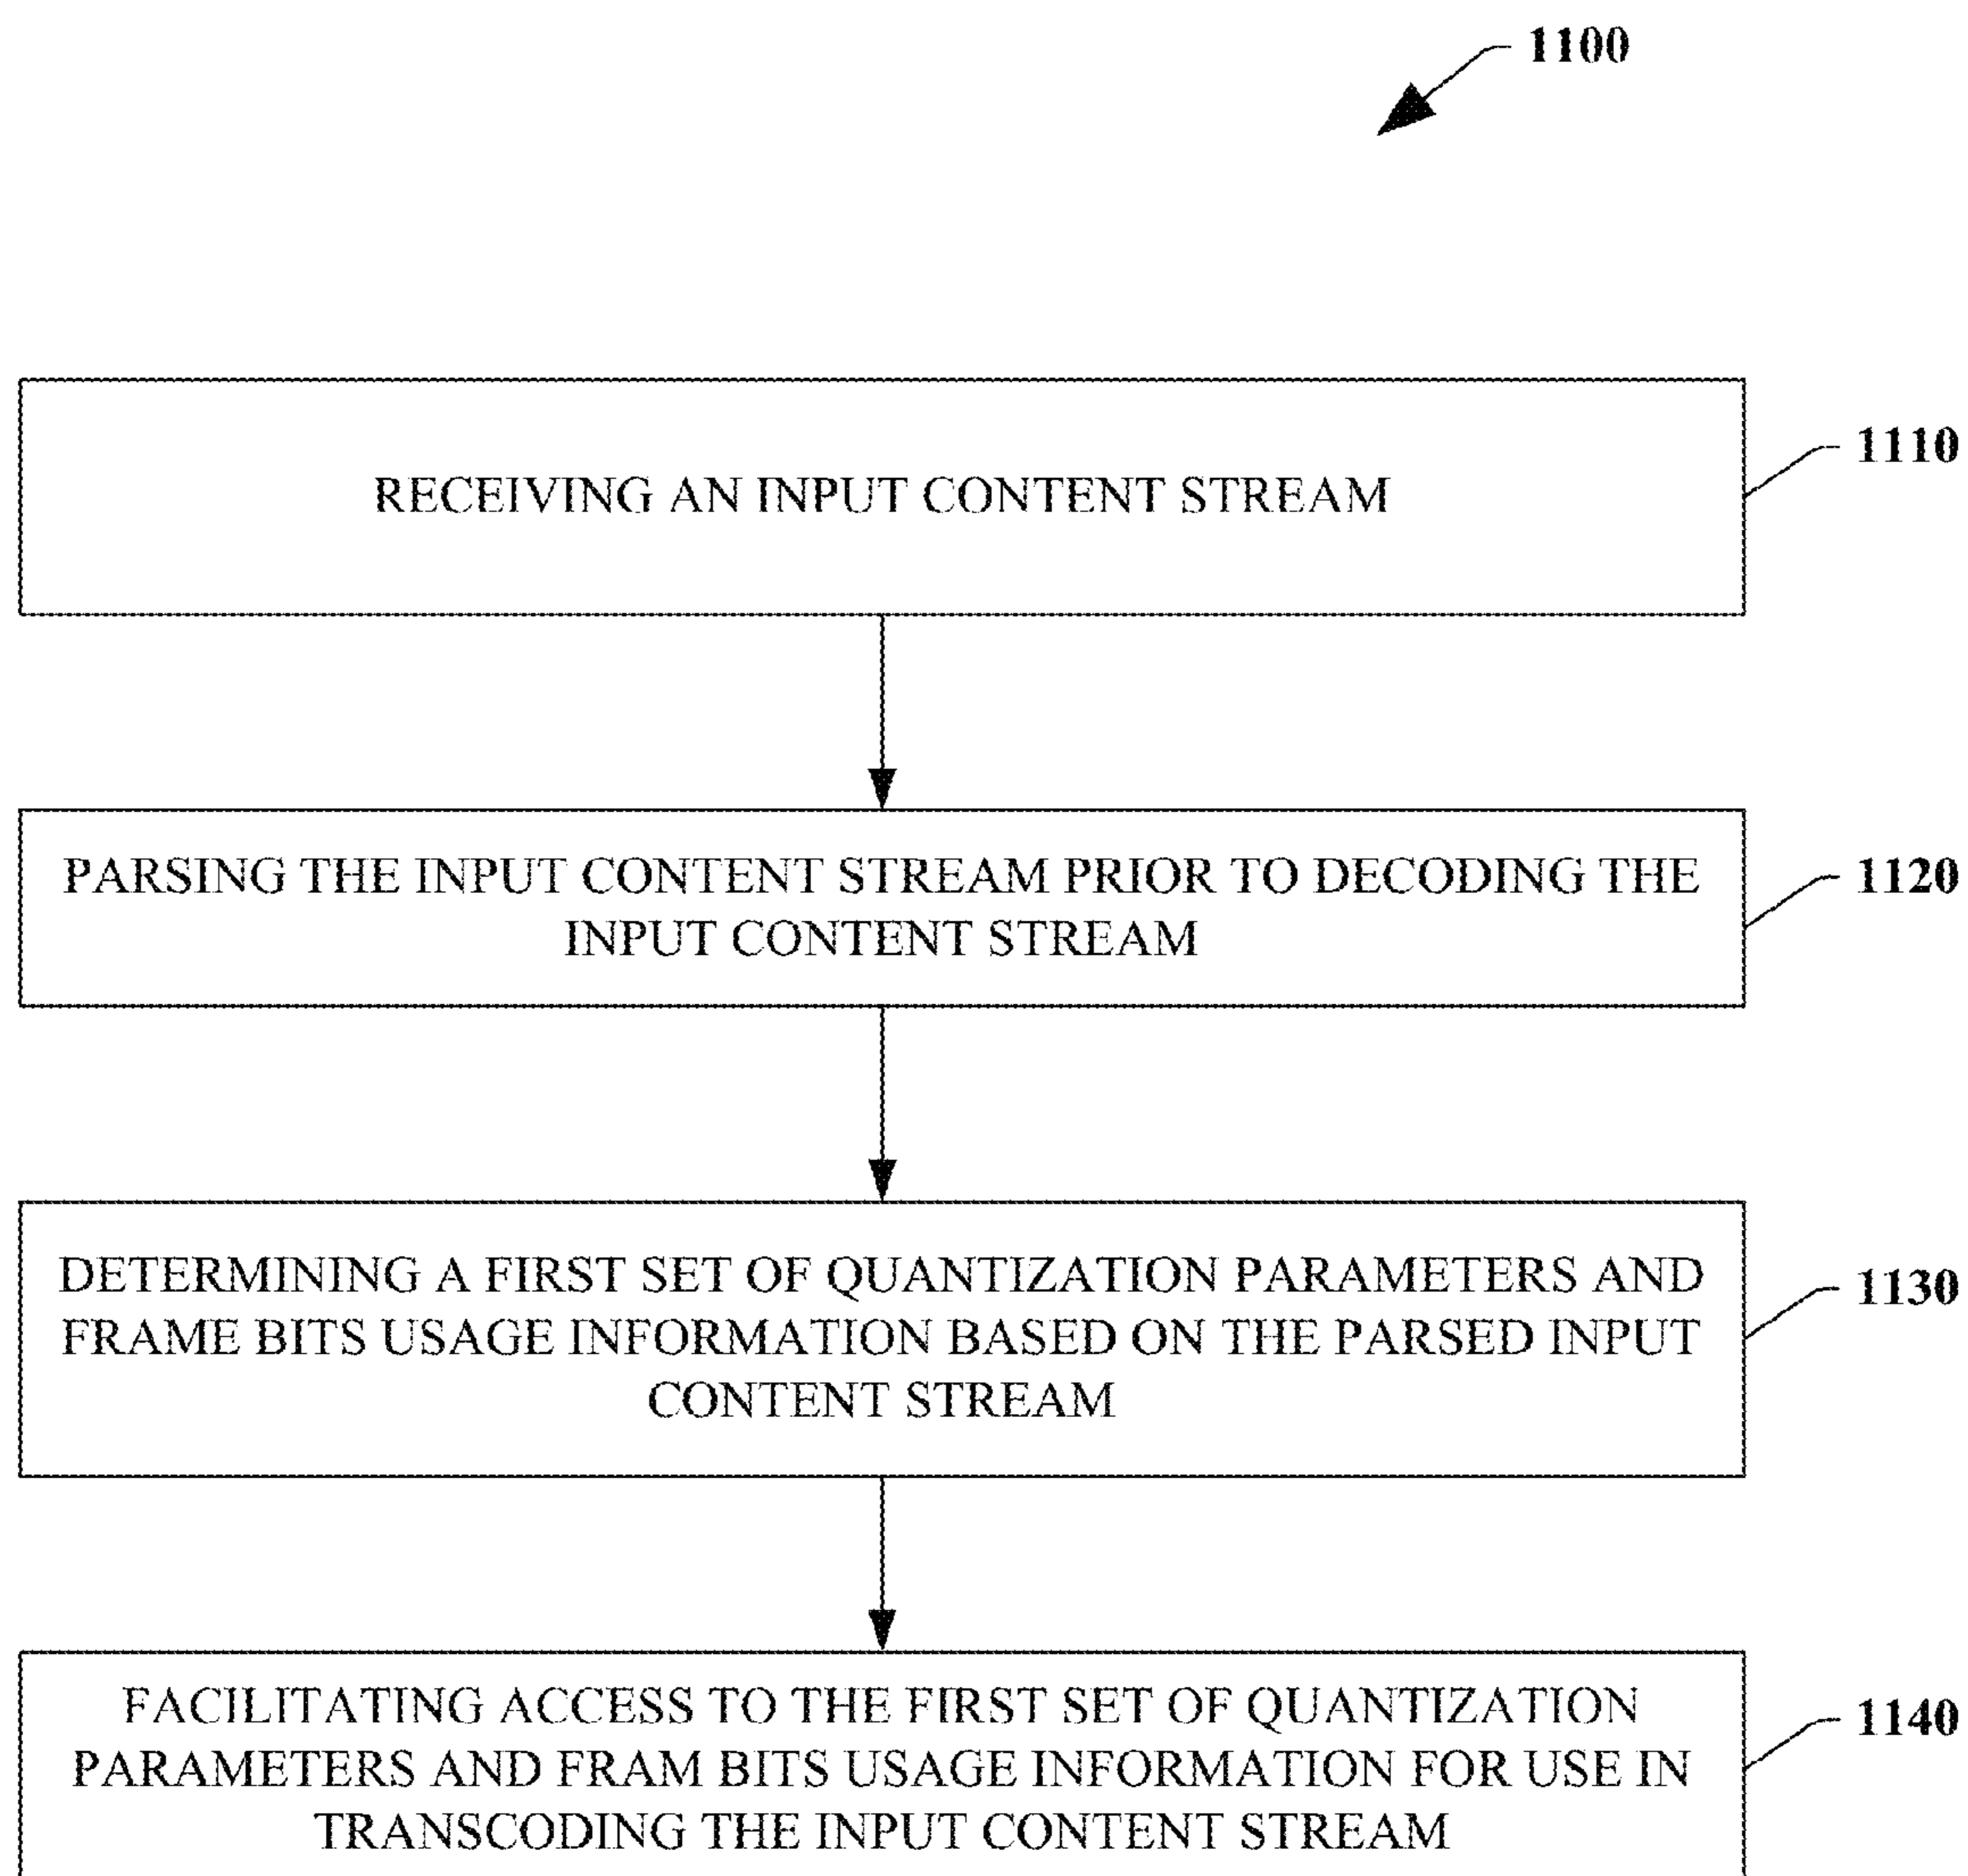 1100
RECEIVING AN INPUT CONTENT STREAM
1110
PARSING THE INPUT CONTENT STREAM PRIOR TO DECODING THE
INPUT CONTENT STREAM
1120
DETERMINING A FIRST SET OF QUANTIZATION PARAMETERS AND
FRAME BITS USAGE INFORMATION BASED ON THE PARSED INPUT
CONTENT STREAM
1130
FACILITATING ACCESS TO THE FIRST SET OF QUANTIZATION
PARAMETERS AND FRAM BITS USAGE INFORMATION FOR USE IN
TRANSCODING THE INPUT CONTENT STREAM
1140